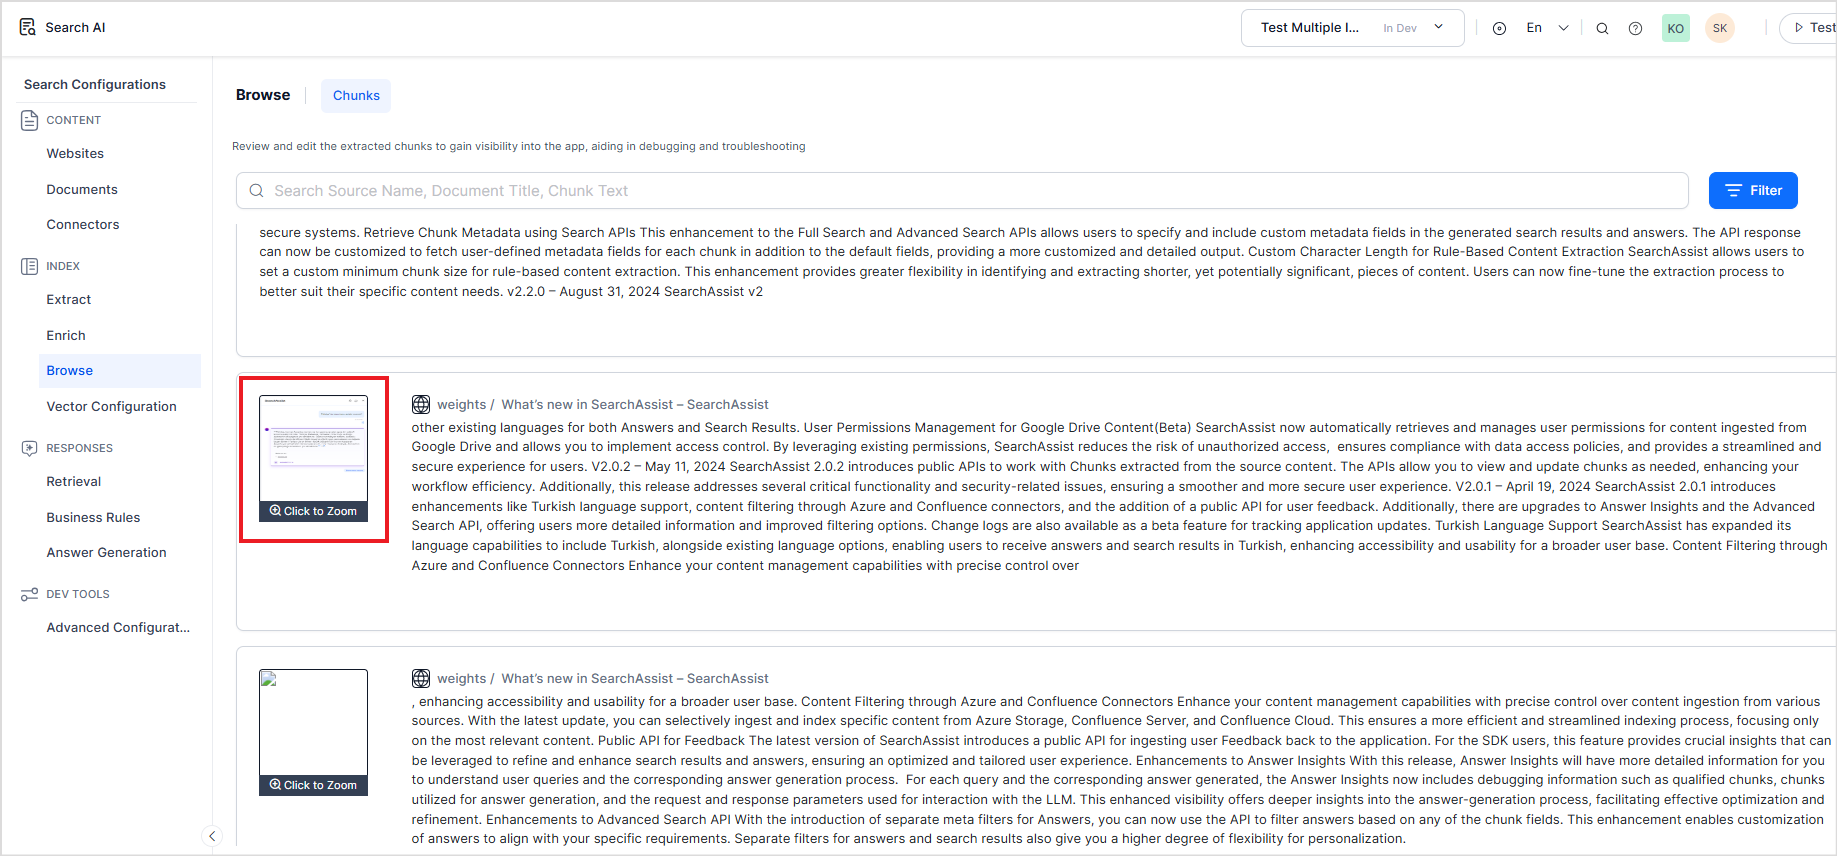 Search AI
Test Multiple I...
In Dev
En
KO
SK
Test
Search Configurations
CONTENT
Websites
Documents
Connectors
INDEX
Extract
Enrich
Browse
Vector Configuration
RESPONSES
Retrieval
Business Rules
Answer Generation
DEV TOOLS
Advanced Configurat...
Browse
Chunks
Review and edit the extracted chunks to gain visibility into the app, aiding in debugging and troubleshooting
Search Source Name, Document Title, Chunk Text
Filter
secure systems. Retrieve Chunk Metadata using Search APIs This enhancement to the Full Search and Advanced Search APIs allows users to specify and include custom metadata fields in the generated search results and answers. The API response
can now be customized to fetch user-defined metadata fields for each chunk in addition to the default fields, providing a more customized and detailed output. Custom Character Length for Rule-Based Content Extraction SearchAssist allows users to
set a custom minimum chunk size for rule-based content extraction. This enhancement provides greater flexibility in identifying and extracting shorter, yet potentially significant, pieces of content. Users can now fine-tune the extraction process to
better suit their specific content needs. v2.2.0 – August 31, 2024 SearchAssist v2
Click to Zoom
weights / What's new in SearchAssist – SearchAssist
other existing languages for both Answers and Search Results. User Permissions Management for Google Drive Content(Beta) SearchAssist now automatically retrieves and manages user permissions for content ingested from
Google Drive and allows you to implement access control. By leveraging existing permissions, SearchAssist reduces the risk of unauthorized access, ensures compliance with data access policies, and provides a streamlined and
secure experience for users. V2.0.2 – May 11, 2024 SearchAssist 2.0.2 introduces public APIs to work with Chunks extracted from the source content. The APIs allow you to view and update chunks as needed, enhancing your
workflow efficiency. Additionally, this release addresses several critical functionality and security-related issues, ensuring a smoother and more secure user experience. V2.0.1 – April 19, 2024 SearchAssist 2.0.1 introduces
enhancements like Turkish language support, content filtering through Azure and Confluence connectors, and the addition of a public API for user feedback. Additionally, there are upgrades to Answer Insights and the Advanced
Search API, offering users more detailed information and improved filtering options. Change logs are also available as a beta feature for tracking application updates. Turkish Language Support SearchAssist has expanded its
language capabilities to include Turkish, alongside existing language options, enabling users to receive answers and search results in Turkish, enhancing accessibility and usability for a broader user base. Content Filtering through
Azure and Confluence Connectors Enhance your content management capabilities with precise control over
Click to Zoom
weights / What's new in SearchAssist – SearchAssist
, enhancing accessibility and usability for a broader user base. Content Filtering through Azure and Confluence Connectors Enhance your content management capabilities with precise control over content ingestion from various
sources. With the latest update, you can selectively ingest and index specific content from Azure Storage, Confluence Server, and Confluence Cloud. This ensures a more efficient and streamlined indexing process, focusing only
on the most relevant content. Public API for Feedback The latest version of SearchAssist introduces a public API for ingesting user Feedback back to the application. For the SDK users, this feature provides crucial insights that can
be leveraged to refine and enhance search results and answers, ensuring an optimized and tailored user experience. Enhancements to Answer Insights With this release, Answer Insights will have more detailed information for you
to understand user queries and the corresponding answer generation process. For each query and the corresponding answer generated, the Answer Insights now includes debugging information such as qualified chunks, chunks
utilized for answer generation, and the request and response parameters used for interaction with the LLM. This enhanced visibility offers deeper insights into the answer-generation process, facilitating effective optimization and
refinement. Enhancements to Advanced Search API With the introduction of separate meta filters for Answers, you can now use the API to filter answers based on any of the chunk fields. This enhancement enables customization
of answers to align with your specific requirements. Separate filters for answers and search results also give you a higher degree of flexibility for personalization.